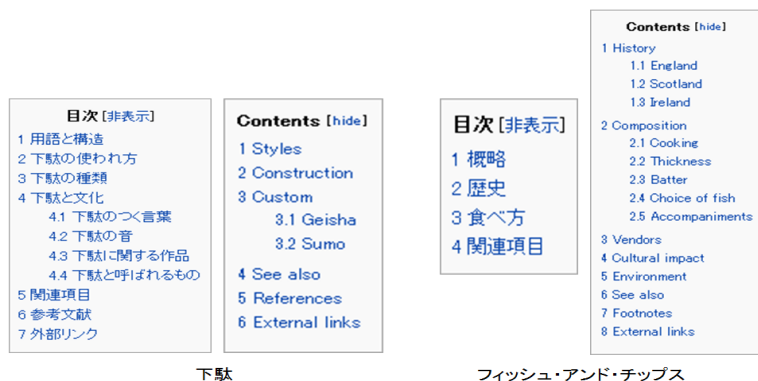 目次 [非表示]
1 用語と構造
2 下駄の使われ方
3 下駄の種類
4 下駄と文化
4.1 下駄のつく言葉
4.2 下駄の音
4.3 下駄に関する作品
4.4 下駄と呼ばれるもの
5 関連項目
6 参考文献
7 外部リンク
Contents [hide]
1 Styles
2 Construction
3 Custom
3.1 Geisha
3.2 Sumo
4 See also
5 References
6 External links
下駄
目次 [非表示]
1 概略
2 歴史
3 食べ方
4 関連項目
Contents [hide]
1 History
1.1 England
1.2 Scotland
1.3 Ireland
2 Composition
2.1 Cooking
2.2 Thickness
2.3 Batter
2.4 Choice of fish
2.5 Accompaniments
3 Vendors
4 Cultural impact
5 Environment
6 See also
7 Footnotes
8 External links
フィッシュ・アンド・チップス